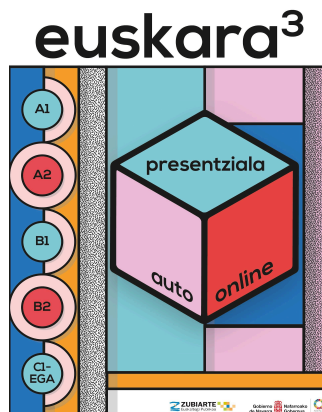 euskara³
A1
A2
B1
B2
C1-
EGA
presentziala
auto
online
ZUBIARTE
Gobierno
de Navarra
Nafarroako
Gobernua